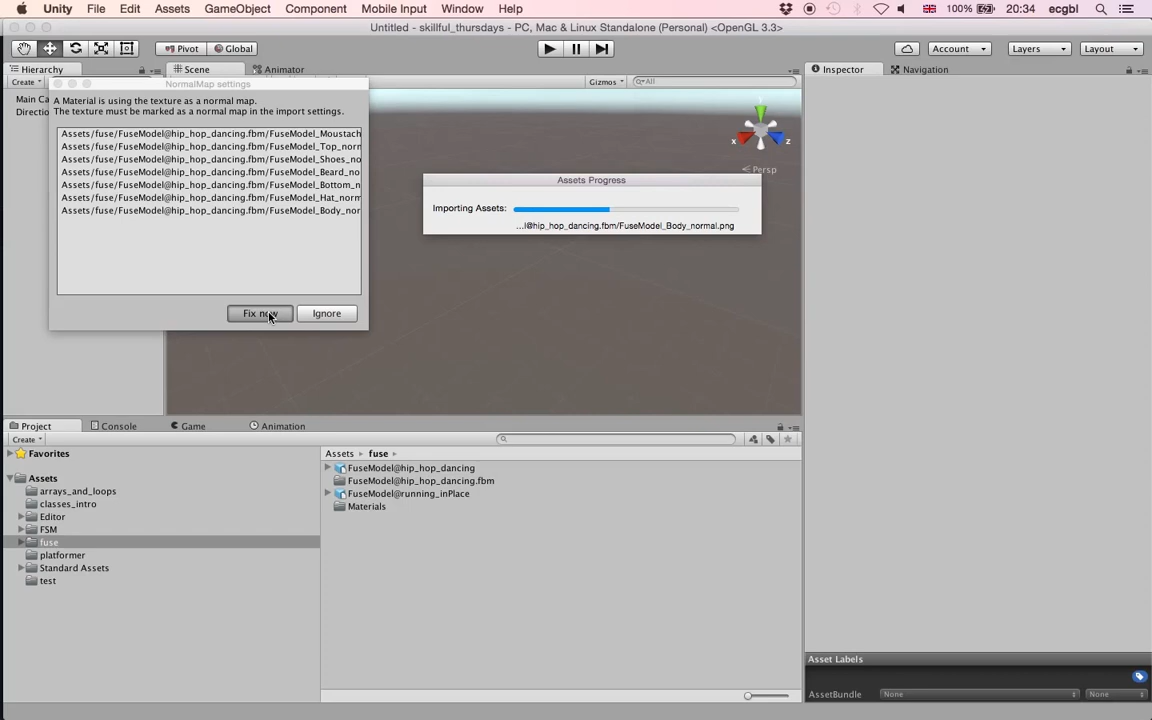 Unity File Edit Assets GameObject Component Mobile Input Window Help 100% 20:34 ecgbl
Untitled - skillful_thursdays - PC, Mac & Linux Standalone (Personal) <OpenGL 3.3>
Pivot Global Account Layers Layout
Hierarchy Scene Animator Inspector Navigation
Create Gizmos All
NormalMap settings
Main Ca
Directio
A Material is using the texture as a normal map.
The texture must be marked as a normal map in the import settings.
Assets/fuse/FuseModel@hip_hop_dancing.fbm/FuseModel_Moustach
Assets/fuse/FuseModel@hip_hop_dancing.fbm/FuseModel_Top_norm
Assets/fuse/FuseModel@hip_hop_dancing.fbm/FuseModel_Shoes_no
Assets/fuse/FuseModel@hip_hop_dancing.fbm/FuseModel_Beard_no
Assets/fuse/FuseModel@hip_hop_dancing.fbm/FuseModel_Bottom_n
Assets/fuse/FuseModel@hip_hop_dancing.fbm/FuseModel_Hat_norm
Assets/fuse/FuseModel@hip_hop_dancing.fbm/FuseModel_Body_nor
Fix now Ignore
x z
Persp
Assets Progress
Importing Assets:
...l@hip_hop_dancing.fbm/FuseModel_Body_normal.png
Project Console Game Animation
Create
Favorites
Assets
arrays_and_loops
classes_intro
Editor
FSM
fuse
platformer
Standard Assets
test
Assets fuse
FuseModel@hip_hop_dancing
FuseModel@hip_hop_dancing.fbm
FuseModel@running_inPlace
Materials
Asset Labels
AssetBundle None None